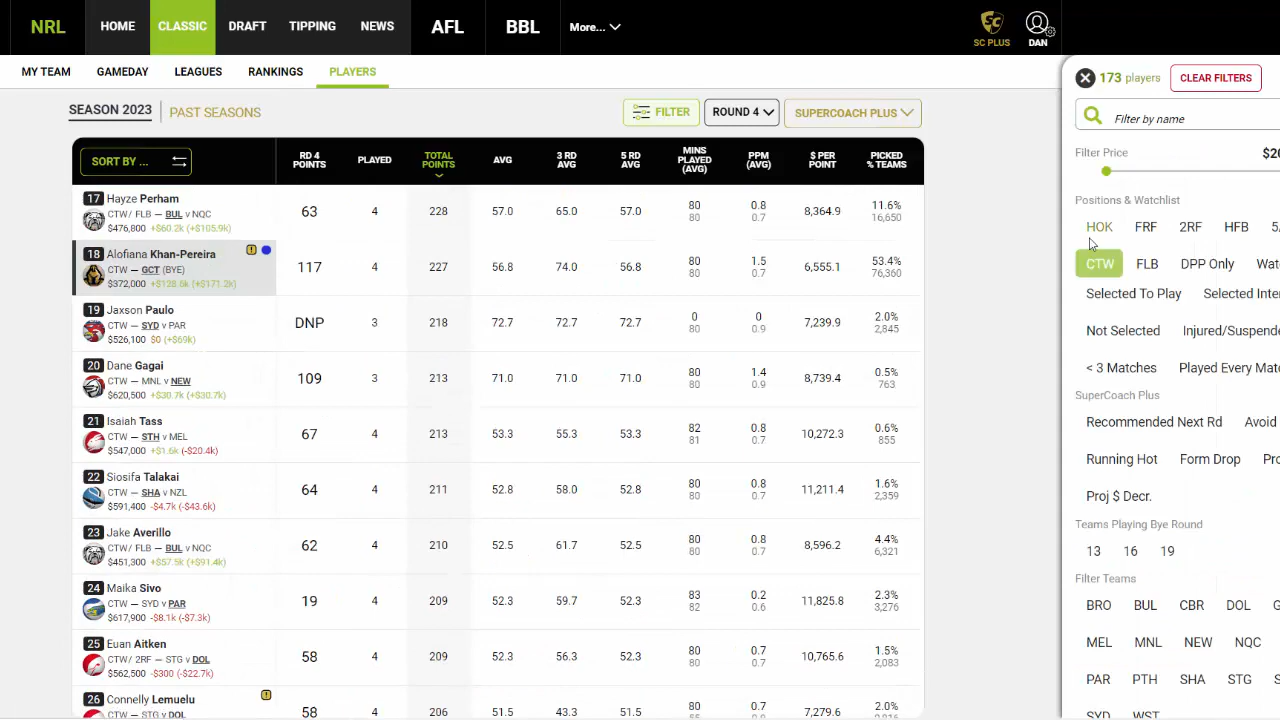 NRL HOME CLASSIC DRAFT TIPPING NEWS AFL BBL More... SC PLUS DAN
MY TEAM GAMEDAY LEAGUES RANKINGS PLAYERS
SEASON 2023 PAST SEASONS FILTER ROUND 4 SUPERCOACH PLUS
SORT BY ... RD 4 POINTS PLAYED TOTAL POINTS AVG 3 RD AVG 5 RD AVG MINS PLAYED (AVG) PPM (AVG) $ PER POINT PICKED % TEAMS
17 Hayze Perham
CTW / FLB — BUL v NQC 63 4 228 57.0 65.0 57.0 80 80 0.8 0.7 8,364.9 11.6% 16,650
$476,800 +$60.2k (+$105.9k)
18 Alofiana Khan-Pereira
CTW — GCT (BYE) 117 4 227 56.8 74.0 56.8 80 80 1.5 0.7 6,555.1 53.4% 76,360
$372,000 +$128.6k (+$171.2k)
19 Jaxson Paulo
CTW — SYD v PAR DNP 3 218 72.7 72.7 72.7 0 80 0 0.9 7,239.9 2.0% 2,845
$526,100 $0 (+$69k)
20 Dane Gagai
CTW — MNL v NEW 109 3 213 71.0 71.0 71.0 80 80 1.4 0.9 8,739.4 0.5% 763
$620,500 +$30.7k (+$30.7k)
21 Isaiah Tass
CTW — STH v MEL 67 4 213 53.3 55.3 53.3 82 81 0.8 0.7 10,272.3 0.6% 855
$547,000 +$1.6k (-$20.4k)
22 Siosifa Talakai
CTW — SHA v NZL 64 4 211 52.8 58.0 52.8 80 80 0.8 0.7 11,211.4 1.6% 2,359
$591,400 -$4.7k (-$43.6k)
23 Jake Averillo
CTW/ FLB — BUL v NQC 62 4 210 52.5 61.7 52.5 80 80 0.8 0.7 8,596.2 4.4% 6,321
$451,300 +$57.5k (+$91.4k)
24 Maika Sivo
CTW — SYD v PAR 19 4 209 52.3 59.7 52.3 83 82 0.2 0.6 11,825.8 2.3% 3,276
$617,900 -$8.1k (-$7.3k)
25 Euan Aitken
CTW/ 2RF — STG v DOL 58 4 209 52.3 56.3 52.3 80 80 0.7 0.7 10,765.6 1.5% 2,083
$562,500 -$300 (-$22.7k)
26 Connelly Lemuelu
CTW — STG v DOL 58 4 206 51.5 43.3 51.5 80 0.7 0.7 7,279.6 2.0%
173 players CLEAR FILTERS
Filter by name
Filter Price $20
Positions & Watchlist
HOK FRF 2RF HFB 5/
CTW FLB DPP Only Wat
Selected To Play Selected Inter
Not Selected Injured/Suspende
< 3 Matches Played Every Mat
SuperCoach Plus
Recommended Next Rd Avoid
Running Hot Form Drop Pro
Proj $ Decr.
Teams Playing Bye Round
13 16 19
Filter Teams
BRO BUL CBR DOL G
MEL MNL NEW NQC
PAR PTH SHA STG S
SYD WST